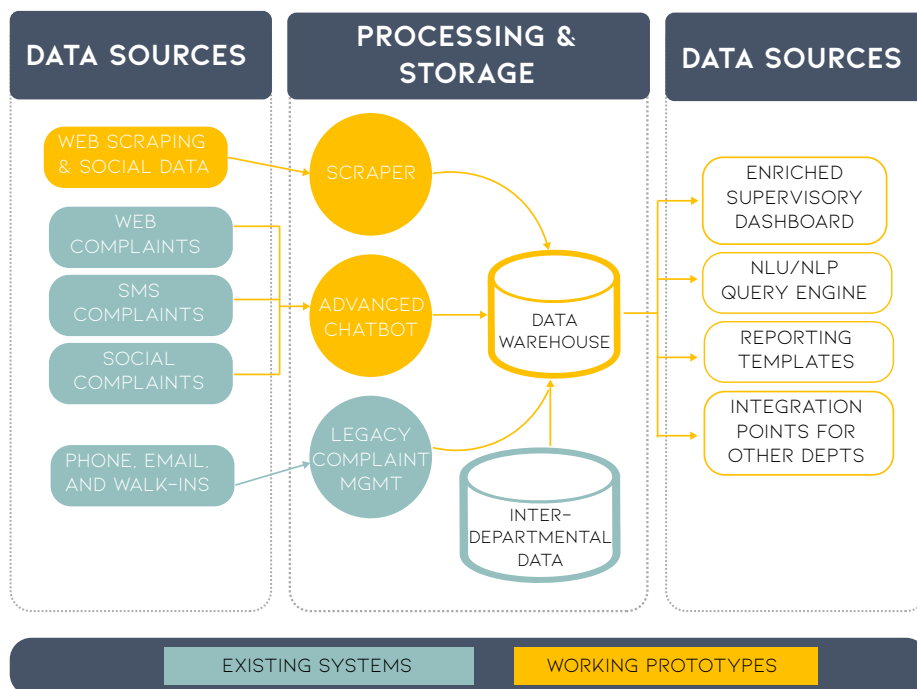 DATA SOURCES
WEB SCRAPING
& SOCIAL DATA
WEB
COMPLAINTS
SMS
COMPLAINTS
SOCIAL
COMPLAINTS
PHONE, EMAIL,
AND WALK-INS
PROCESSING &
STORAGE
SCRAPER
ADVANCED
CHATBOT
LEGACY
COMPLAINT
MGMT
DATA
WAREHOUSE
INTER-
DEPARTMENTAL
DATA
DATA SOURCES
ENRICHED
SUPERVISORY
DASHBOARD
NLU/NLP
QUERY ENGINE
REPORTING
TEMPLATES
INTEGRATION
POINTS FOR
OTHER DEPTS
EXISTING SYSTEMS
WORKING PROTOTYPES